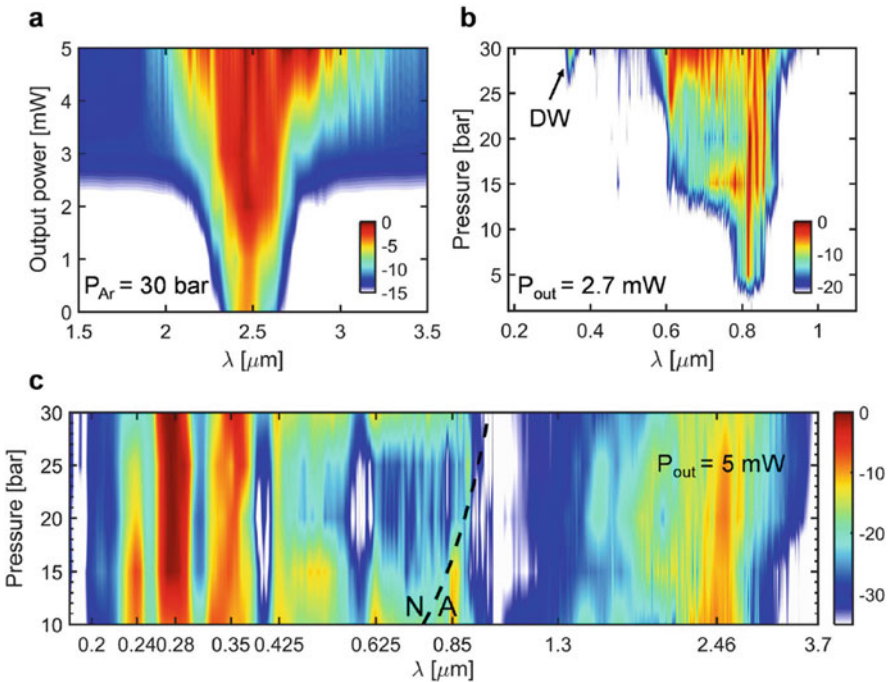 a
5
4
3
2
1
0
Output power [mW]
P_Ar = 30 bar
0
-5
-10
-15
1.5 2 2.5 3 3.5
λ [μm]
b
30
25
20
15
10
5
Pressure [bar]
DW
P_out = 2.7 mW
0
-10
-20
0.2 0.4 0.6 0.8 1
λ [μm]
c
30
25
20
15
10
Pressure [bar]
P_out = 5 mW
N A
0
-10
-20
-30
0.2 0.24 0.28 0.35 0.425 0.625 0.85 1.3 2.46 3.7
λ [μm]